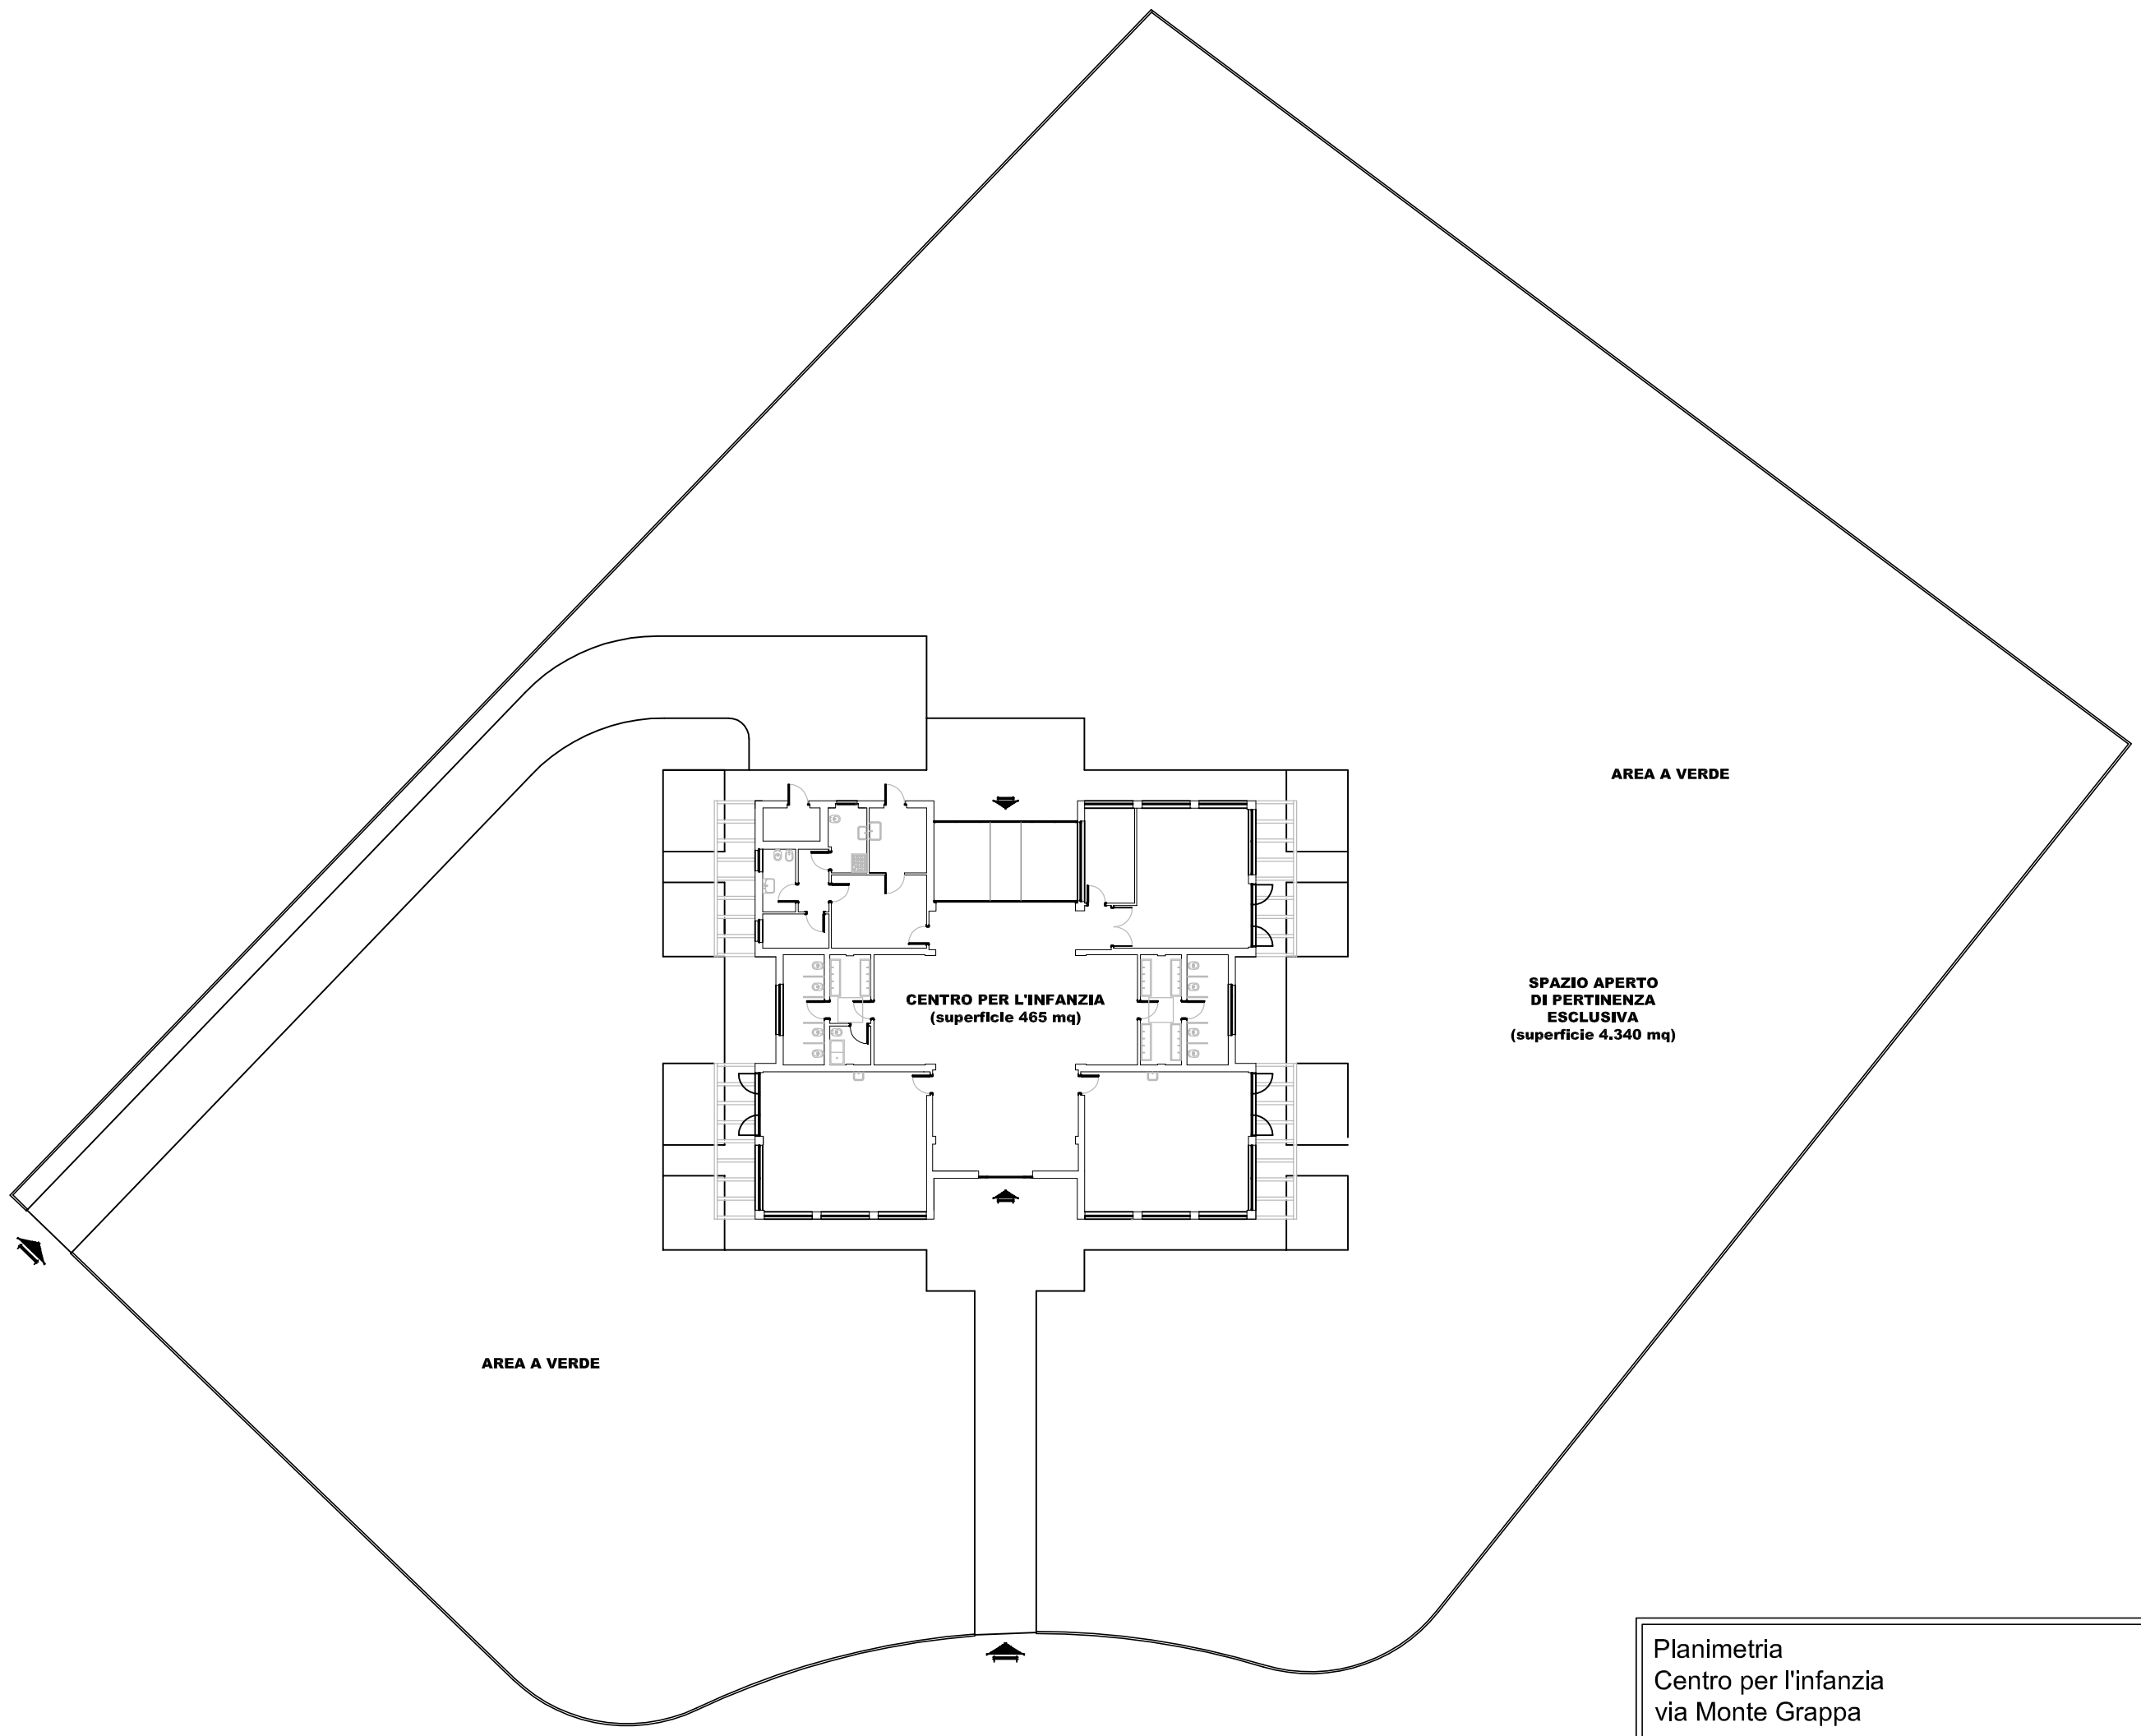 AREA A VERDE
SPAZIO APERTO
DI PERTINENZA
ESCLUSIVA
(superficie 4.340 mq)
CENTRO PER L'INFANZIA
(superficie 465 mq)
AREA A VERDE
Planimetria
Centro per l'infanzia
via Monte Grappa